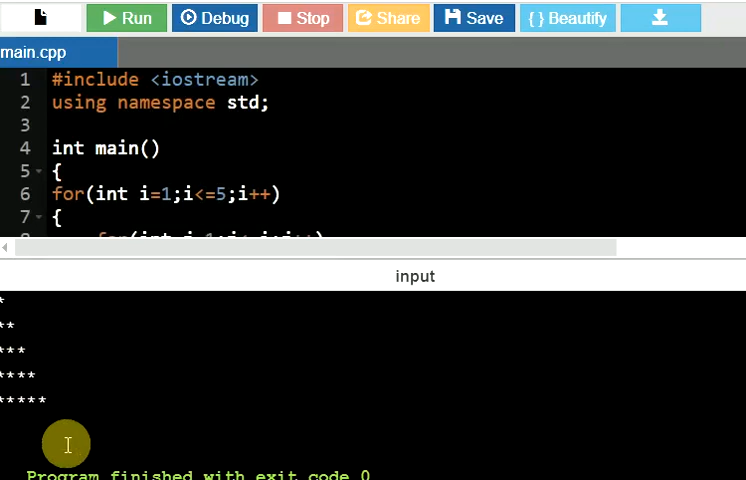 Run Debug Stop Share Save { } Beautify
main.cpp
1 #include <iostream>
2 using namespace std;
3
4 int main()
5 {
6 for(int i=1;i<=5;i++)
7 {
input
*
**
***
****
*****
Program finished with exit code 0